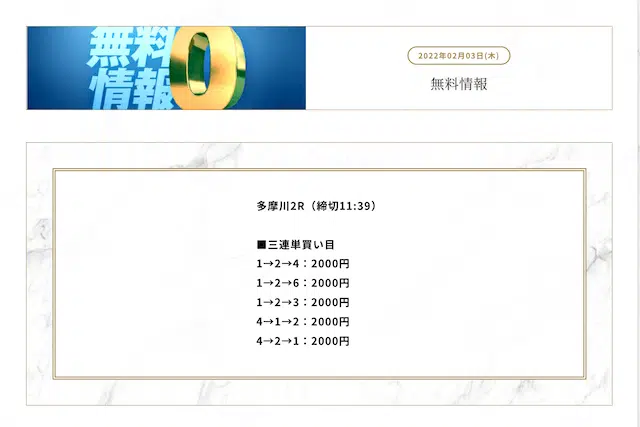 無料
情報
0
2022年02月03日(木)
無料情報
多摩川2R（締切11:39）
■三連単買い目
1→2→4：2000円
1→2→6：2000円
1→2→3：2000円
4→1→2：2000円
4→2→1：2000円